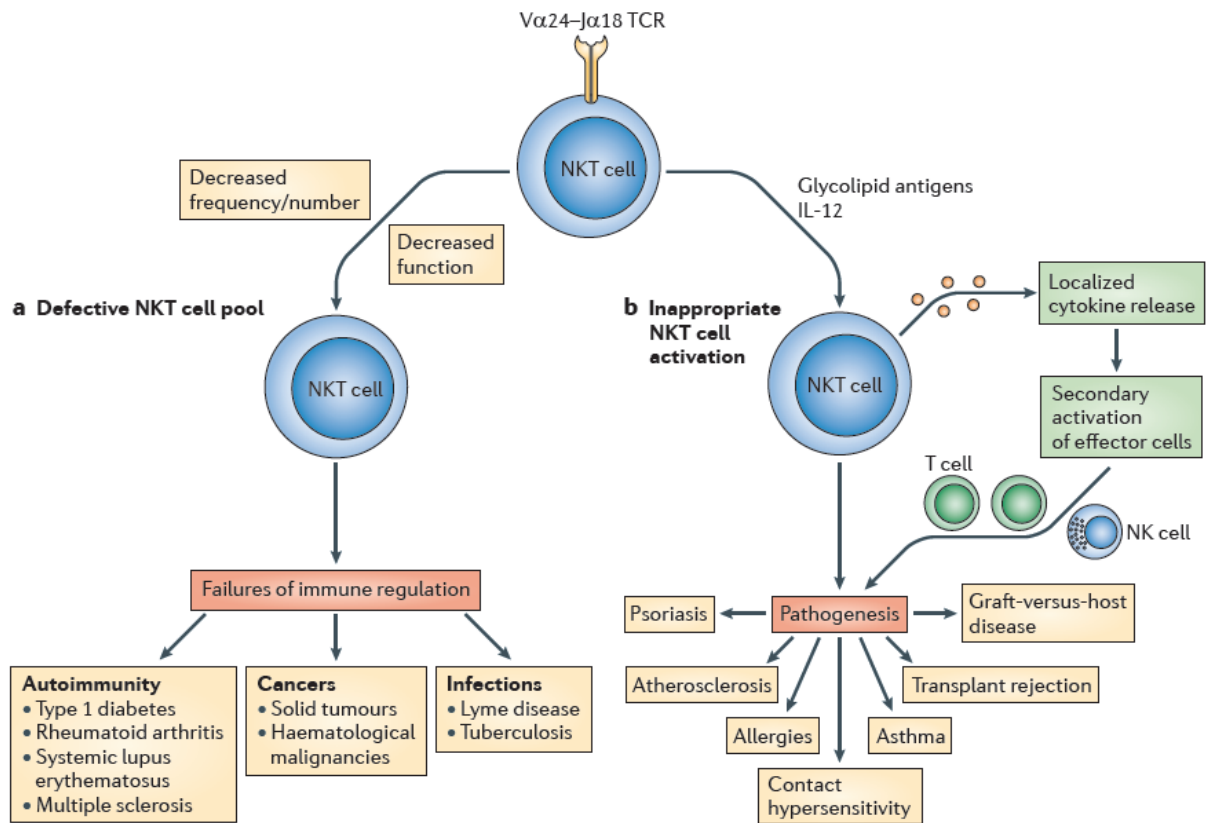 Vα24–Jα18 TCR
NKT cell
Decreased
frequency/number
Decreased
function
Glycolipid antigens
IL-12
a Defective NKT cell pool
NKT cell
b Inappropriate
NKT cell
activation
NKT cell
Localized
cytokine release
Secondary
activation
of effector cells
T cell
NK cell
Failures of immune regulation
Autoimmunity
• Type 1 diabetes
• Rheumatoid arthritis
• Systemic lupus
erythematosus
• Multiple sclerosis
Cancers
• Solid tumours
• Haematological
malignancies
Infections
• Lyme disease
• Tuberculosis
Psoriasis
Pathogenesis
Graft-versus-host
disease
Atherosclerosis
Transplant rejection
Allergies
Asthma
Contact
hypersensitivity